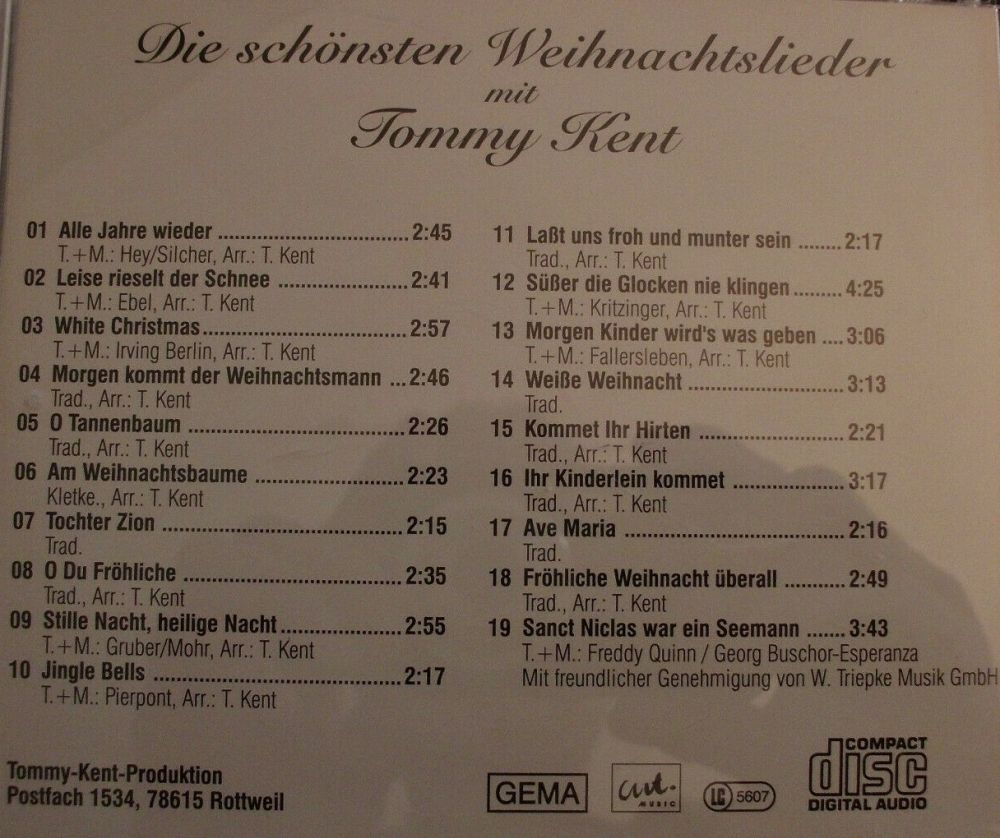 Die schönsten Weihnachtslieder
mit
Tommy Kent
01 Alle Jahre wieder ........................ 2:45
T.+M.: Hey/Silcher, Arr.: T. Kent
02 Leise rieselt der Schnee .................... 2:41
T.+M.: Ebel, Arr.: T. Kent
03 White Christmas ................................ 2:57
T.+M.: Irving Berlin, Arr.: T. Kent
04 Morgen kommt der Weihnachtsmann ... 2:46
Trad., Arr.: T. Kent
05 O Tannenbaum ................................. 2:26
Trad., Arr.: T. Kent
06 Am Weihnachtsbaume ....................... 2:23
Kletke., Arr.: T. Kent
07 Tochter Zion ..................................... 2:15
Trad.
08 O Du Fröhliche ................................. 2:35
Trad., Arr.: T. Kent
09 Stille Nacht, heilige Nacht ................... 2:55
T.+M.: Gruber/Mohr, Arr.: T. Kent
10 Jingle Bells ...................................... 2:17
T.+M.: Pierpont, Arr.: T. Kent
11 Laßt uns froh und munter sein ........ 2:17
Trad., Arr.: T. Kent
12 Süßer die Glocken nie klingen ......... 4:25
T.+M.: Kritzinger, Arr.: T. Kent
13 Morgen Kinder wird's was geben .... 3:06
T.+M.: Fallersleben, Arr.: T. Kent
14 Weiße Weihnacht ........................... 3:13
Trad.
15 Kommet Ihr Hirten ......................... 2:21
Trad., Arr.: T. Kent
16 Ihr Kinderlein kommet ................... 3:17
Trad., Arr.: T. Kent
17 Ave Maria ..................................... 2:16
Trad.
18 Fröhliche Weihnacht überall .......... 2:49
Trad., Arr.: T. Kent
19 Sanct Niclas war ein Seemann ....... 3:43
T.+M.: Freddy Quinn / Georg Buschor-Esperanza
Mit freundlicher Genehmigung von W. Triepke Musik GmbH
Tommy-Kent-Produktion
Postfach 1534, 78615 Rottweil
GEMA
MUSIC
LC 5607
COMPACT
disc
DIGITAL AUDIO